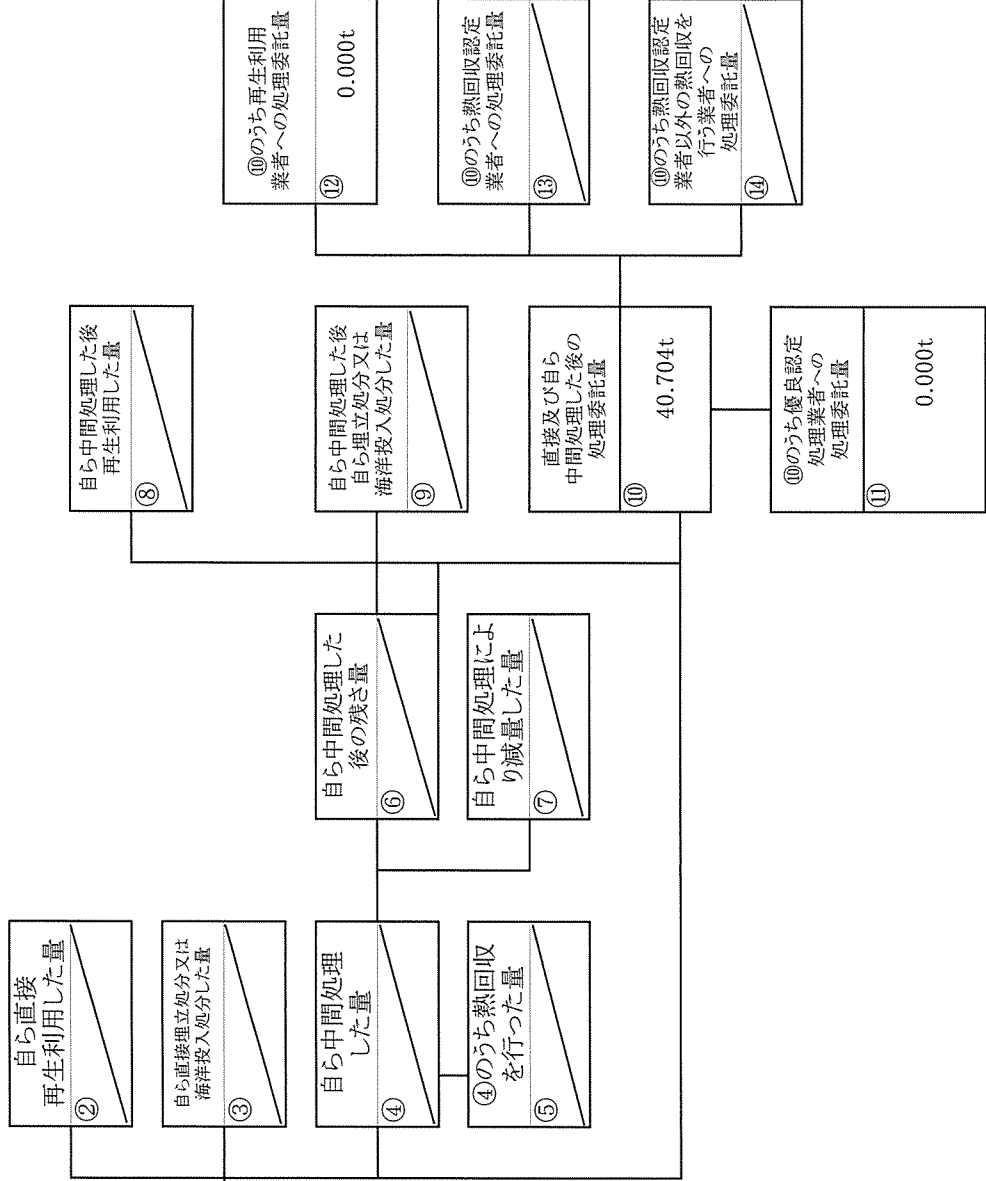 自ら直接
再生利用した量
②
自ら直接埋立処分又は
海洋投入処分した量
③
自ら中間処理
した量
④
④のうち熱回収
を行った量
⑤
自ら中間処理した
後の残さ量
⑥
自ら中間処理によ
り減量した量
⑦
自ら中間処理した後
再生利用した量
⑧
自ら中間処理した後
自ら埋立処分又は
海洋投入処分した量
⑨
直接及び自ら
中間処理した後の
処理委託量
⑩
40.704t
⑩のうち優良認定
処理業者への
処理委託量
⑪
0.000t
⑩のうち再生利用
業者への処理委託量
⑫
0.000t
⑩のうち熱回収認定
業者への処理委託量
⑬
⑩のうち熱回収認定
業者以外の熱回収を
行う業者への
処理委託量
⑭